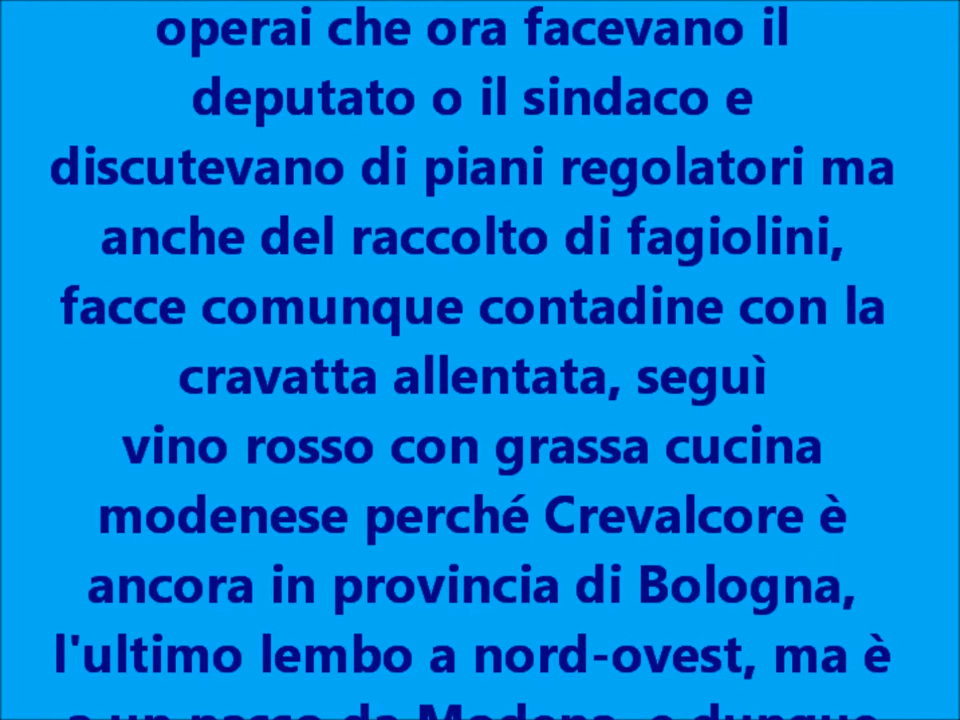 operai che ora facevano il
deputato o il sindaco e
discutevano di piani regolatori ma
anche del raccolto di fagiolini,
facce comunque contadine con la
cravatta allentata, seguì
vino rosso con grassa cucina
modenese perché Crevalcore è
ancora in provincia di Bologna,
l'ultimo lembo a nord-ovest, ma è
a un passo da Modena, e dunque